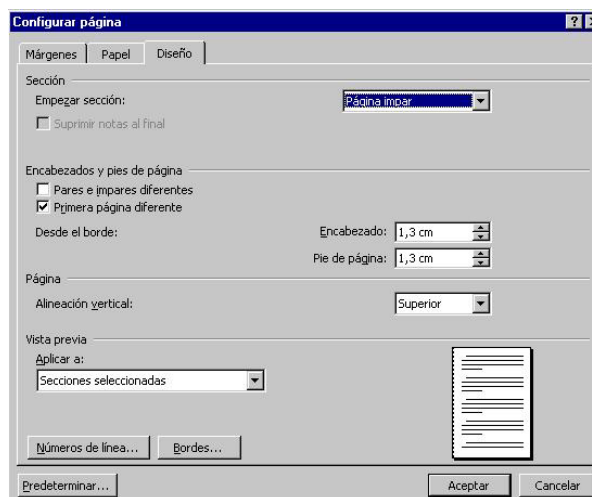 Configurar página
Márgenes Papel Diseño
Sección
Empezar sección: Página impar
Suprimir notas al final
Encabezados y pies de página
Pares e impares diferentes
Primera página diferente
Desde el borde: Encabezado: 1,3 cm
Pie de página: 1,3 cm
Página
Alineación vertical: Superior
Vista previa
Aplicar a:
Secciones seleccionadas
Números de línea... Bordes...
Predeterminar... Aceptar Cancelar